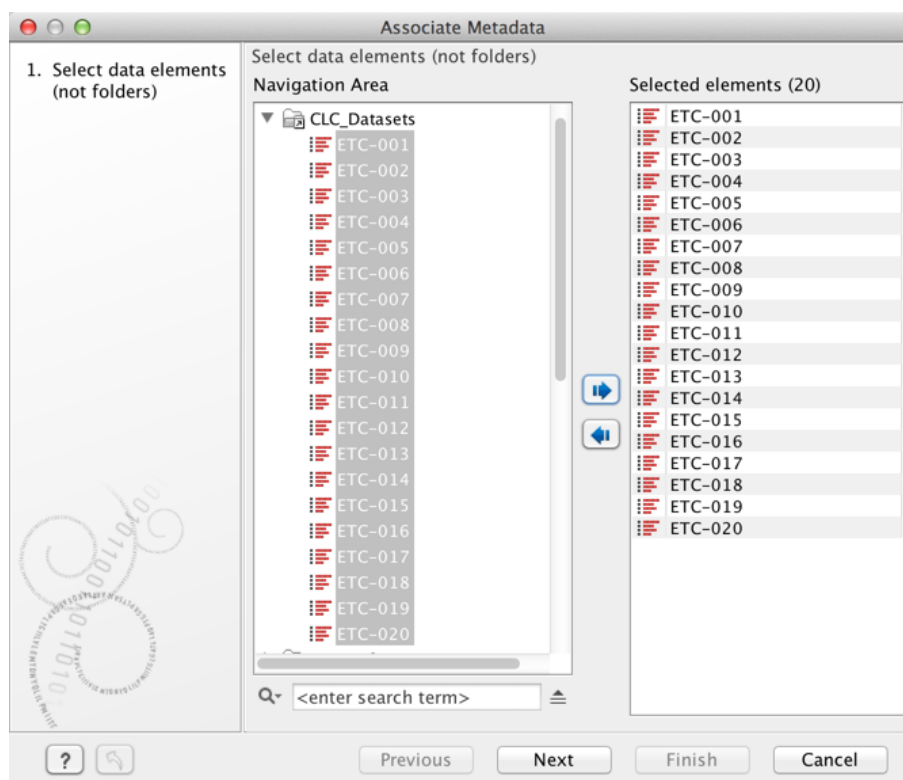 Associate Metadata
1. Select data elements
(not folders)
Select data elements (not folders)
Navigation Area
CLC_Datasets
ETC-001
ETC-002
ETC-003
ETC-004
ETC-005
ETC-006
ETC-007
ETC-008
ETC-009
ETC-010
ETC-011
ETC-012
ETC-013
ETC-014
ETC-015
ETC-016
ETC-017
ETC-018
ETC-019
ETC-020
<enter search term>
Selected elements (20)
ETC-001
ETC-002
ETC-003
ETC-004
ETC-005
ETC-006
ETC-007
ETC-008
ETC-009
ETC-010
ETC-011
ETC-012
ETC-013
ETC-014
ETC-015
ETC-016
ETC-017
ETC-018
ETC-019
ETC-020
?
Previous
Next
Finish
Cancel